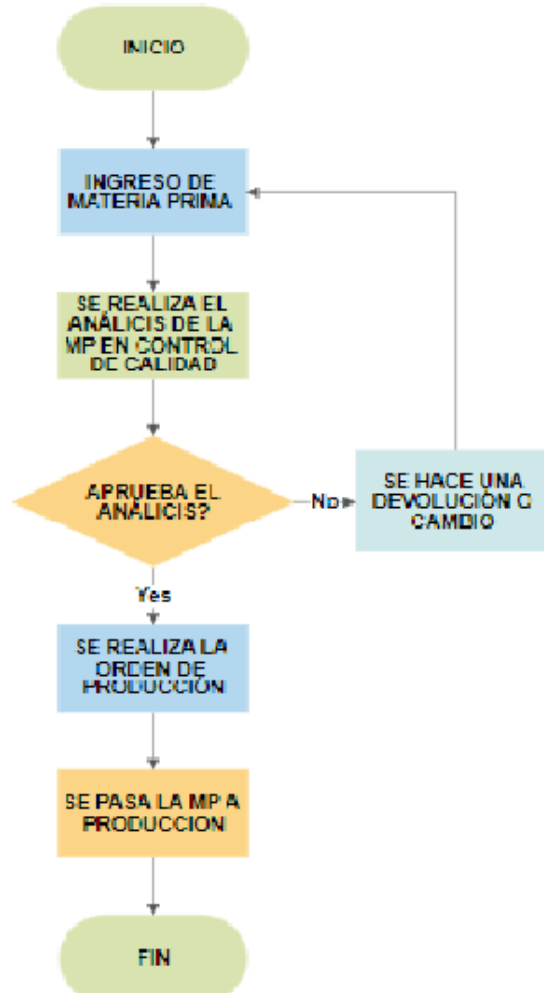 INICIO
INGRESO DE
MATERIA PRIMA
SE REALIZA EL
ANÁLICIS DE LA
MP EN CONTROL
DE CALIDAD
APRUEBA EL
ANÁLICIS?
No
SE HACE UNA
DEVOLUCIÓN O
CAMBIO
Yes
SE REALIZA LA
ORDEN DE
PRODUCCIÓN
SE PASA LA MP A
PRODUCCION
FIN